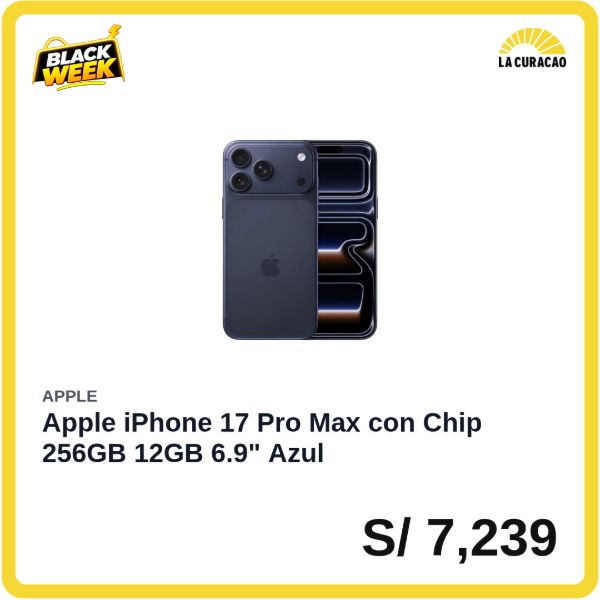 BLACK
WEEK
LA CURACAO
APPLE
Apple iPhone 17 Pro Max con Chip
256GB 12GB 6.9" Azul
S/ 7,239